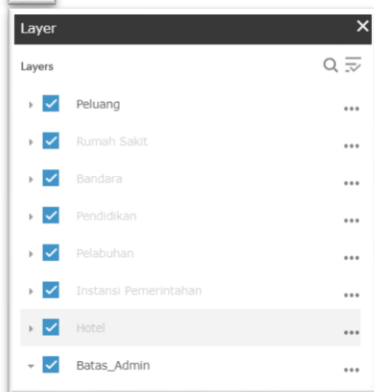 Layer
Layers
Peluang
Rumah Sakit
Bandara
Pendidikan
Pelabuhan
Instansi Pemerintahan
Hotel
Batas_Admin